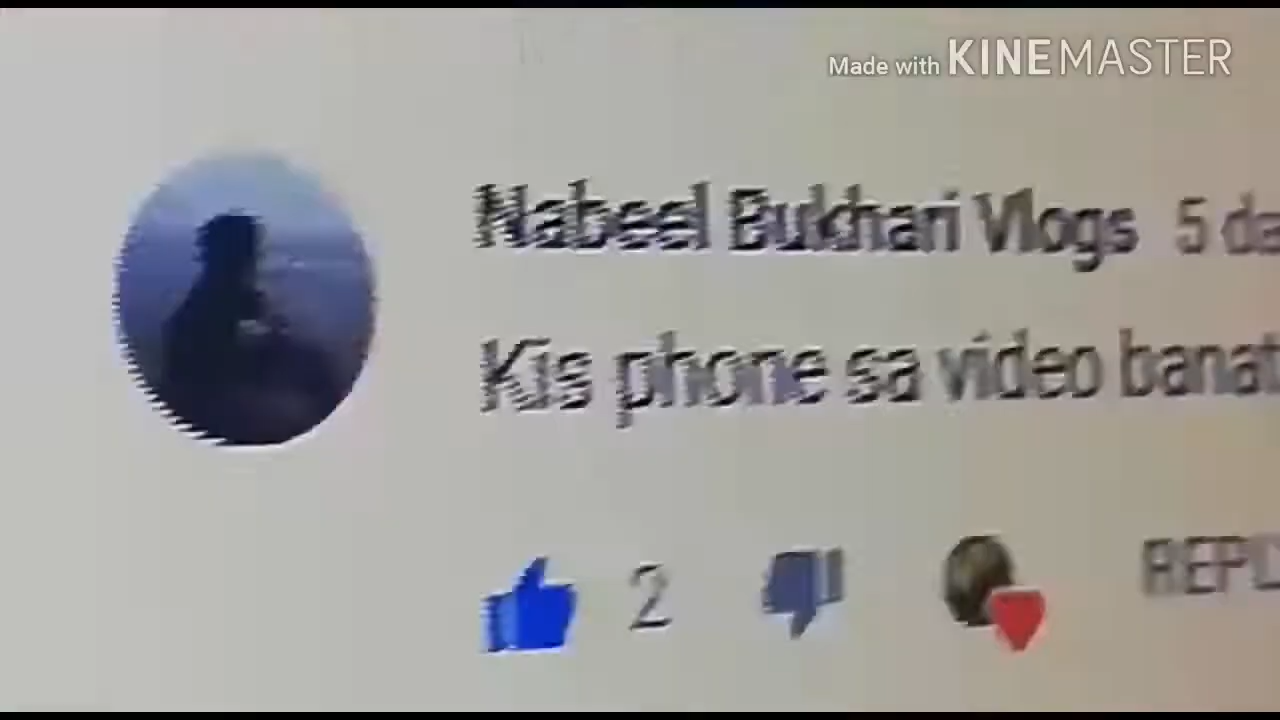 Made with KINEMASTER
Nabeel Bukhari Vlogs 5 da
Kis phone sa video banat
2
REPL